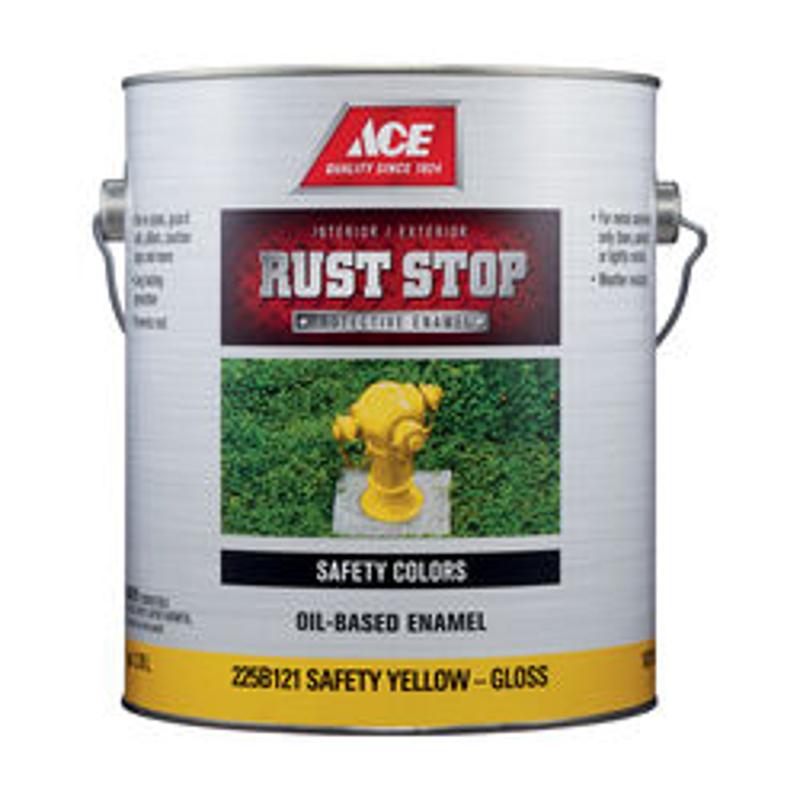 ACE
QUALITY SINCE 1924
INTERIOR / EXTERIOR
RUST STOP
PROTECTIVE ENAMEL
SAFETY COLORS
OIL-BASED ENAMEL
225B121 SAFETY YELLOW – GLOSS